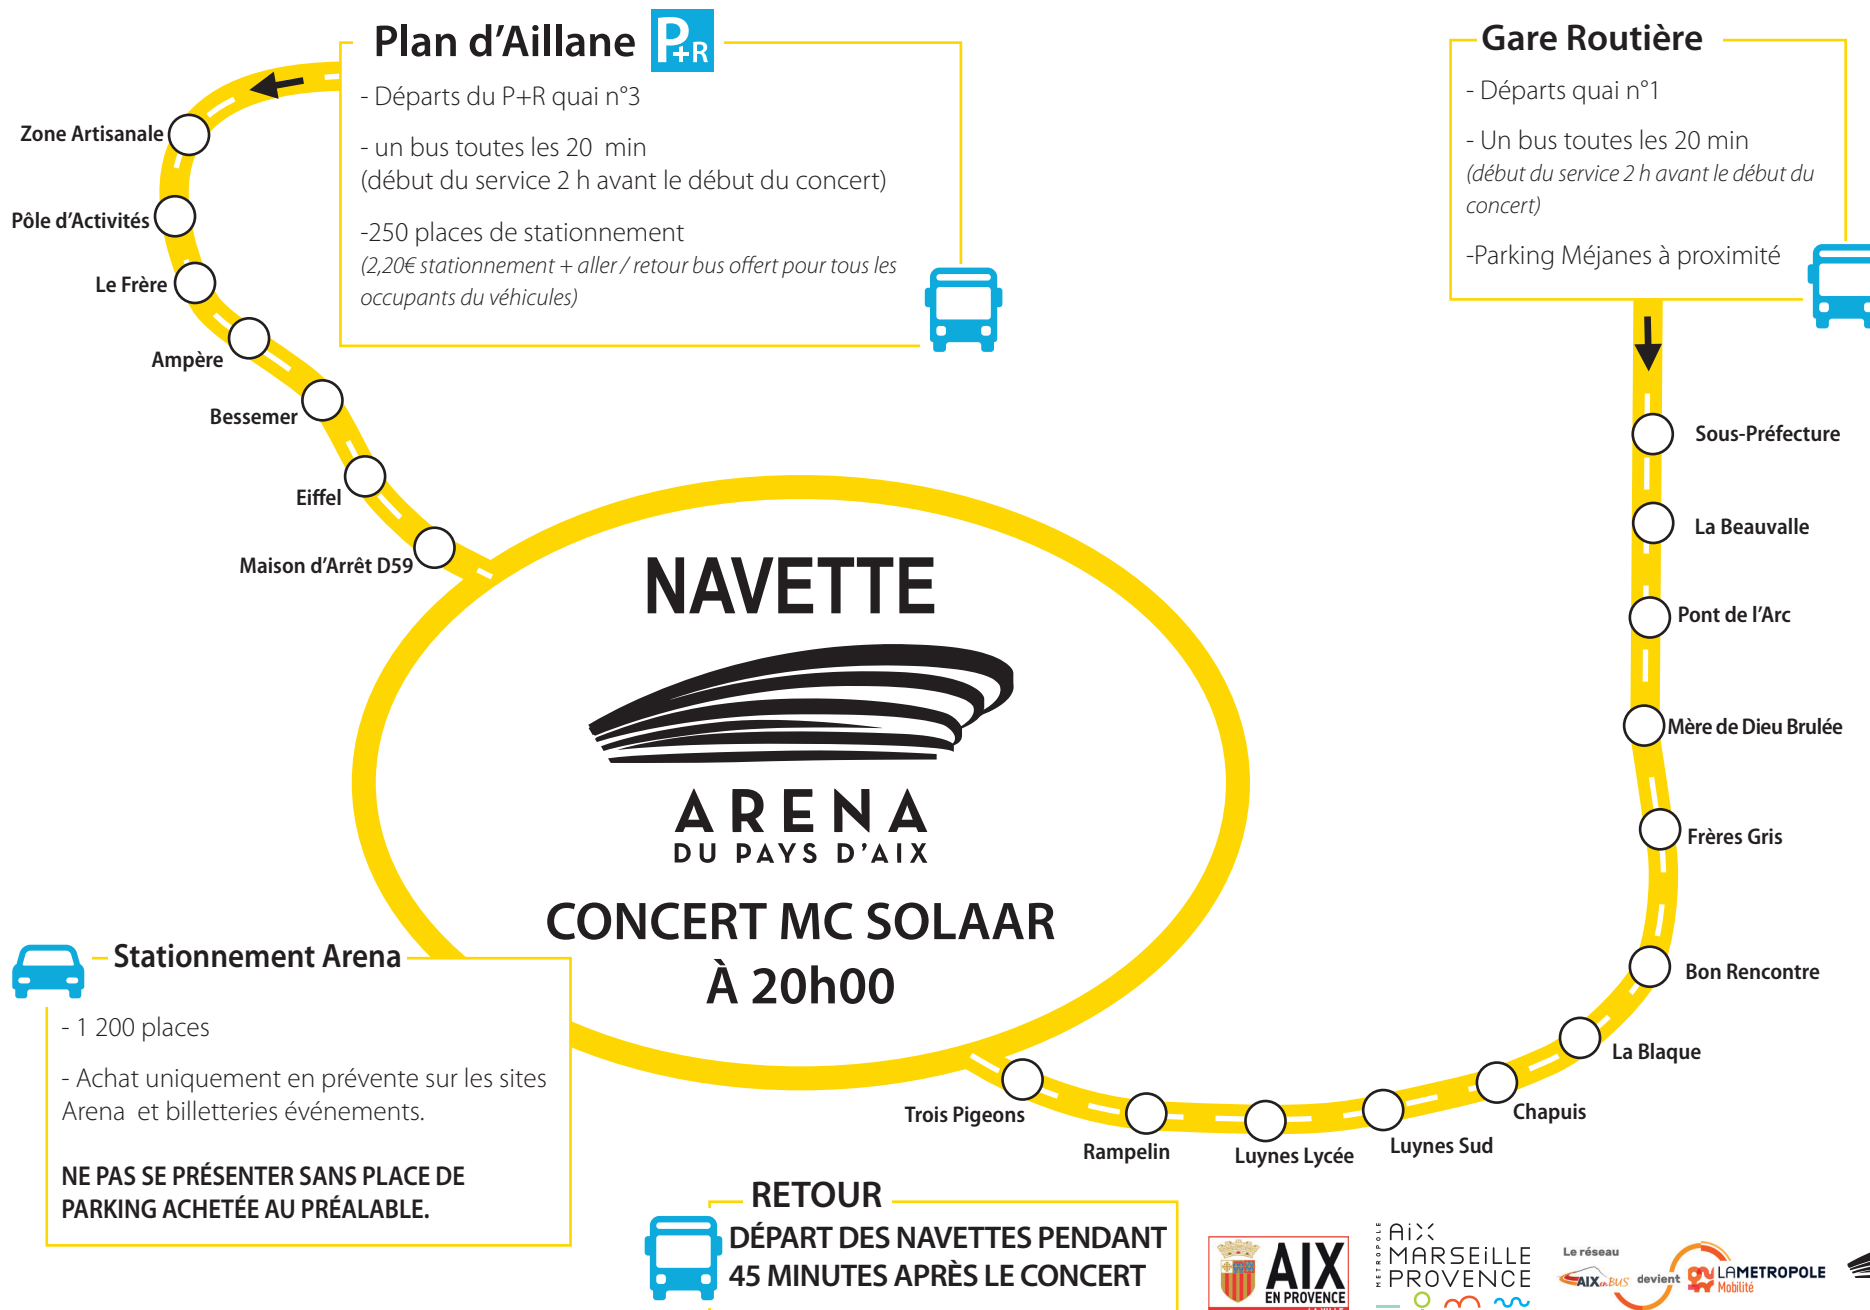 Plan d'Aillane P+R
- Départs du P+R quai n°3
- un bus toutes les 20 min
(début du service 2 h avant le début du concert)
-250 places de stationnement
(2,20€ stationnement + aller / retour bus offert pour tous les
occupants du véhicules)
Gare Routière
- Départs quai n°1
- Un bus toutes les 20 min
(début du service 2 h avant le début du
concert)
-Parking Méjanes à proximité
Zone Artisanale
Pôle d'Activités
Le Frère
Ampère
Bessemer
Eiffel
Maison d'Arrêt D59
NAVETTE
ARENA
DU PAYS D'AIX
CONCERT MC SOLAAR
À 20h00
Sous-Préfecture
La Beauvalle
Pont de l'Arc
Mère de Dieu Brulée
Frères Gris
Bon Rencontre
La Blaque
Chapuis
Luynes Sud
Luynes Lycée
Rampelin
Trois Pigeons
Stationnement Arena
- 1 200 places
- Achat uniquement en prévente sur les sites
Arena et billetteries événements.
NE PAS SE PRÉSENTER SANS PLACE DE
PARKING ACHETÉE AU PRÉALABLE.
RETOUR
DÉPART DES NAVETTES PENDANT
45 MINUTES APRÈS LE CONCERT
AIX
EN PROVENCE
METROPOLE
AiX
MARSEiLLE
PROVENCE
Le réseau
AIX en BUS devient
LAMETROPOLE
Mobilité